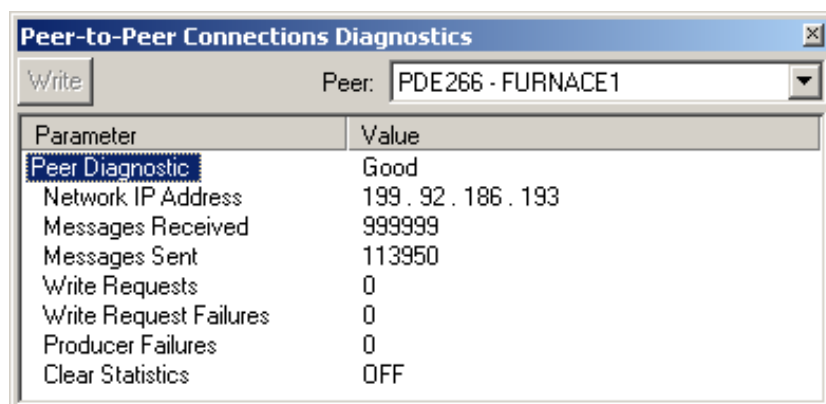 Peer-to-Peer Connections Diagnostics
Write Peer: PDE266 - FURNACE1
Parameter Value
Peer Diagnostic Good
Network IP Address 199 . 92 . 186 . 193
Messages Received 999999
Messages Sent 113950
Write Requests 0
Write Request Failures 0
Producer Failures 0
Clear Statistics OFF